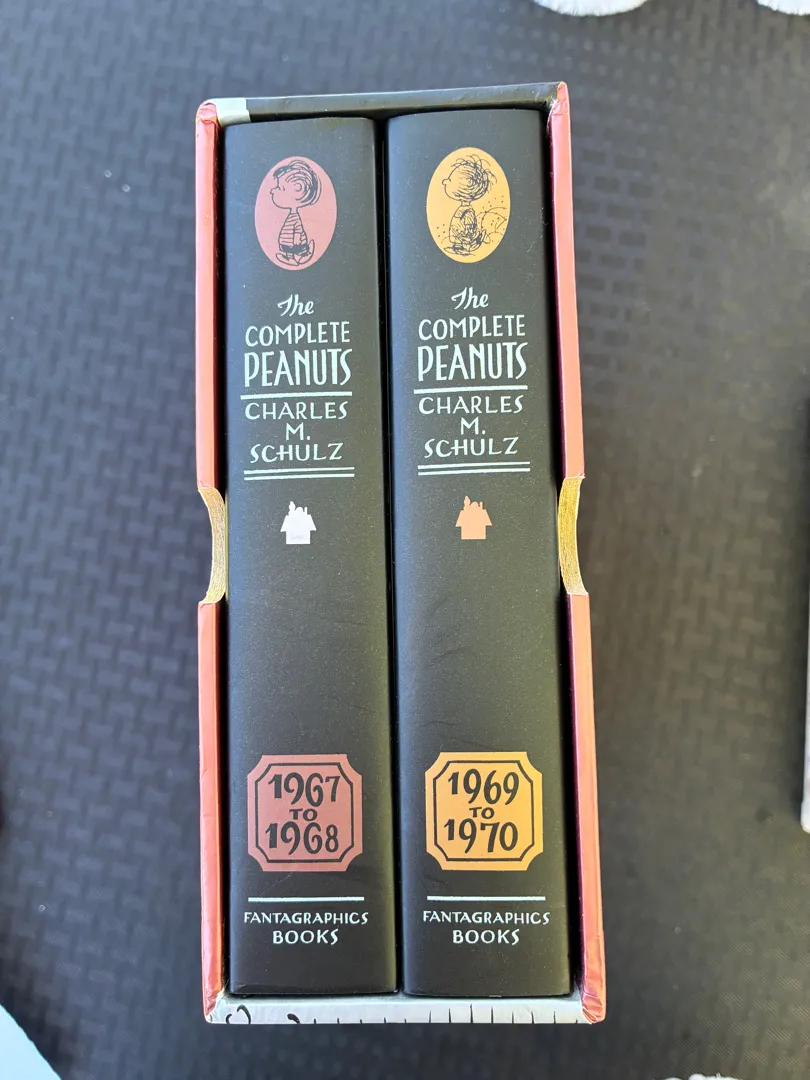 The
COMPLETE
PEANUTS
CHARLES
M.
SCHULZ
1967
TO
1968
FANTAGRAPHICS
BOOKS
The
COMPLETE
PEANUTS
CHARLES
M.
SCHULZ
1969
TO
1970
FANTAGRAPHICS
BOOKS